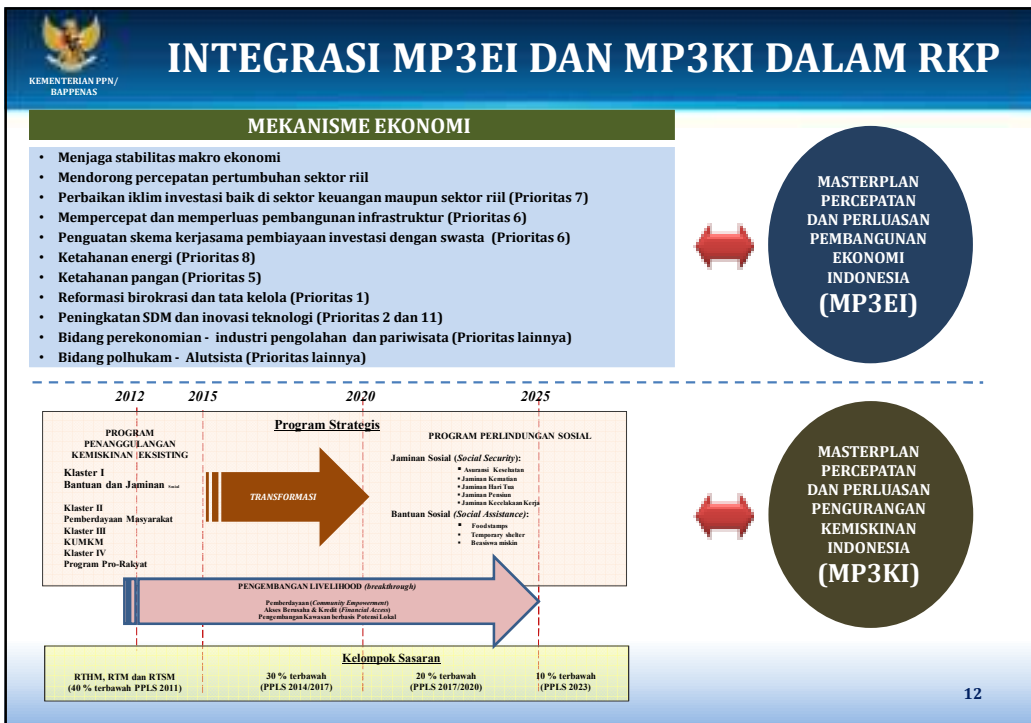 KEMENTERIAN PPN/
BAPPENAS
INTEGRASI MP3EI DAN MP3KI DALAM RKP
MEKANISME EKONOMI
• Menjaga stabilitas makro ekonomi
• Mendorong percepatan pertumbuhan sektor riil
• Perbaikan iklim investasi baik di sektor keuangan maupun sektor riil (Prioritas 7)
• Mempercepat dan memperluas pembangunan infrastruktur (Prioritas 6)
• Penguatan skema kerjasama pembiayaan investasi dengan swasta (Prioritas 6)
• Ketahanan energi (Prioritas 8)
• Ketahanan pangan (Prioritas 5)
• Reformasi birokrasi dan tata kelola (Prioritas 1)
• Peningkatan SDM dan inovasi teknologi (Prioritas 2 dan 11)
• Bidang perekonomian - industri pengolahan dan pariwisata (Prioritas lainnya)
• Bidang polhukam - Alutsista (Prioritas lainnya)
MASTERPLAN
PERCEPATAN
DAN PERLUASAN
PEMBANGUNAN
EKONOMI
INDONESIA
(MP3EI)
2012 2015 2020 2025
Program Strategis
PROGRAM
PENANGGULANGAN
KEMISKINAN EKSISTING
Klaster I
Bantuan dan Jaminan Sosial
Klaster II
Pemberdayaan Masyarakat
Klaster III
KUMKM
Klaster IV
Program Pro-Rakyat
TRANSFORMASI
PROGRAM PERLINDUNGAN SOSIAL
Jaminan Sosial (Social Security):
▪ Asuransi Kesehatan
• Jaminan Kematian
• Jaminan Hari Tua
• Jaminan Pensiun
• Jaminan Kecelakaan Kerja
Bantuan Sosial (Social Assistance):
▪ Food stamps
• Temporary shelter
• Beasiswa miskin
PENGEMBANGAN LIVELIHOOD (breakthrough)
Pemberdayaan (Community Empowerment)
Akses Berusaha & Kredit (Financial Access)
Pengembangan Kawasan berbasis Potensi Lokal
Kelompok Sasaran
RTHM, RTM dan RTSM
(40 % terbawah PPLS 2011)
30 % terbawah
(PPLS 2014/2017)
20 % terbawah
(PPLS 2017/2020)
10 % terbawah
(PPLS 2023)
MASTERPLAN
PERCEPATAN
DAN PERLUASAN
PENGURANGAN
KEMISKINAN
INDONESIA
(MP3KI)
12